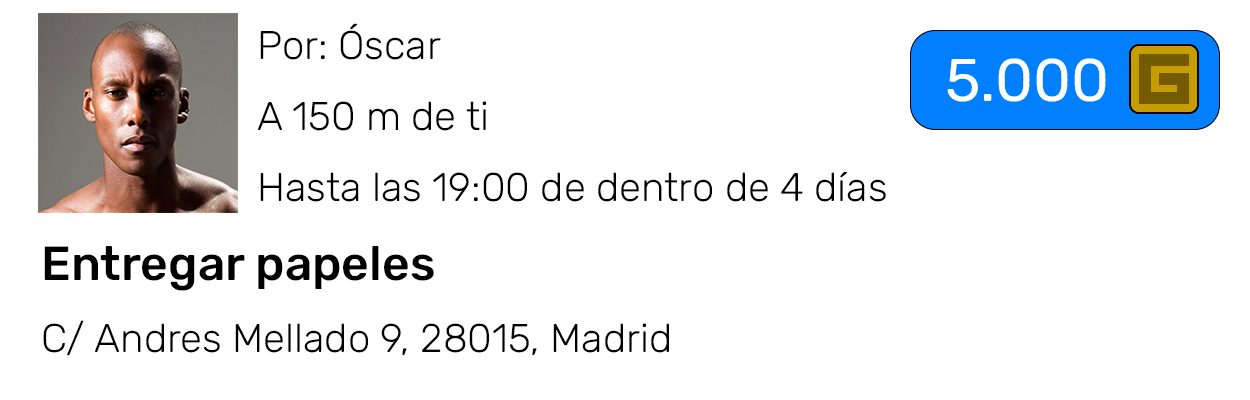 Por: Óscar
A 150 m de ti
Hasta las 19:00 de dentro de 4 días
5.000 G
Entregar papeles
C/ Andres Mellado 9, 28015, Madrid